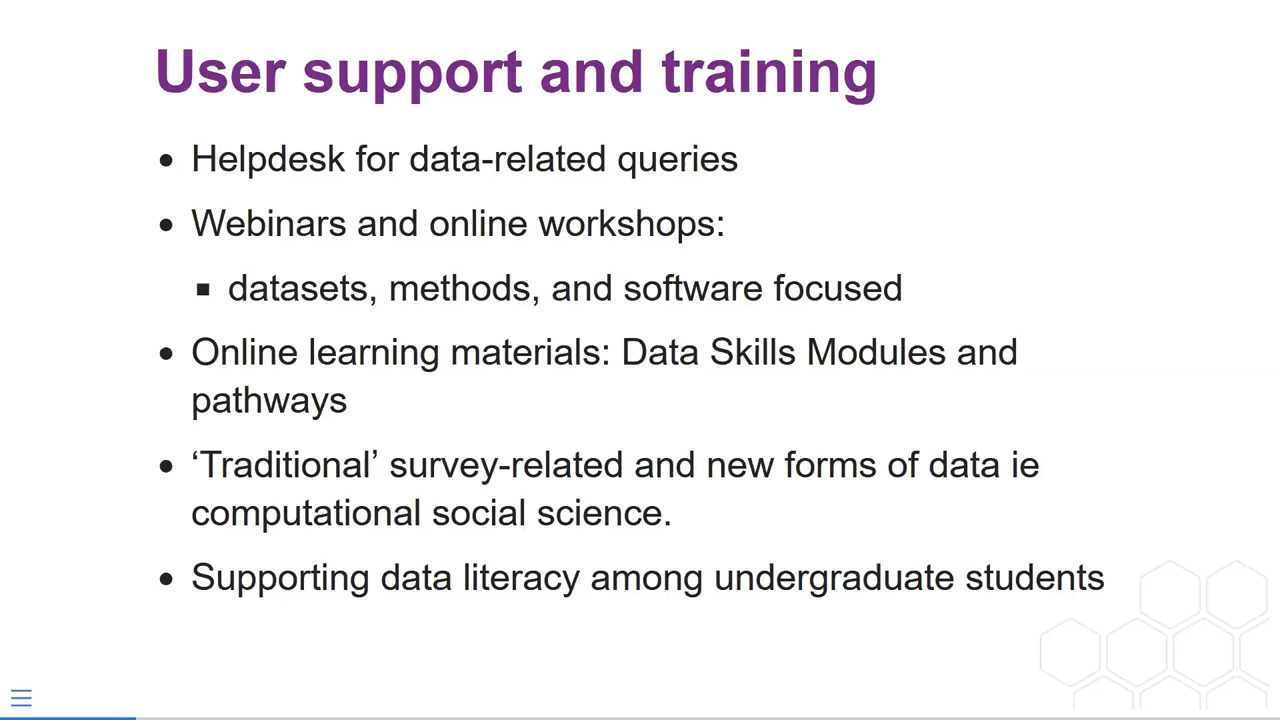 User support and training
• Helpdesk for data-related queries
• Webinars and online workshops:
▪ datasets, methods, and software focused
• Online learning materials: Data Skills Modules and
pathways
• ‘Traditional’ survey-related and new forms of data ie
computational social science.
• Supporting data literacy among undergraduate students